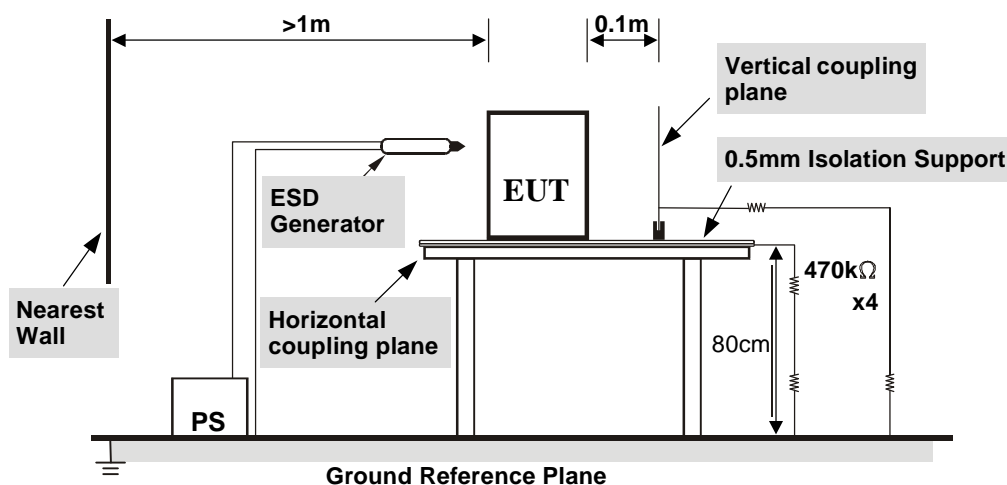 >1m
0.1m
Vertical coupling
plane
0.5mm Isolation Support
ESD
Generator
EUT
470kΩ
x4
Nearest
Wall
Horizontal
coupling plane
80cm
PS
Ground Reference Plane